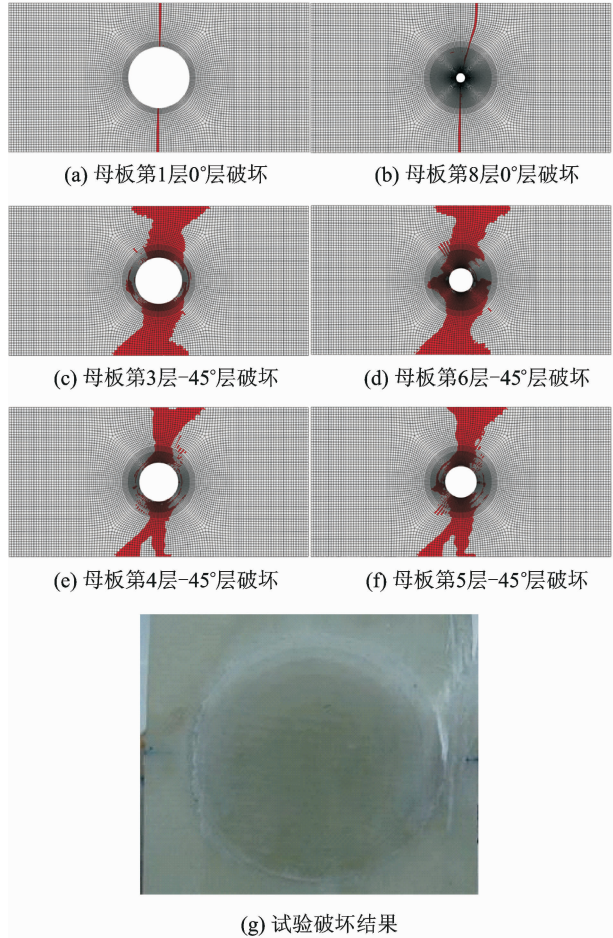 (a) 母板第1层0°层破坏
(b) 母板第8层0°层破坏
(c) 母板第3层-45°层破坏
(d) 母板第6层-45°层破坏
(e) 母板第4层-45°层破坏
(f) 母板第5层-45°层破坏
(g) 试验破坏结果